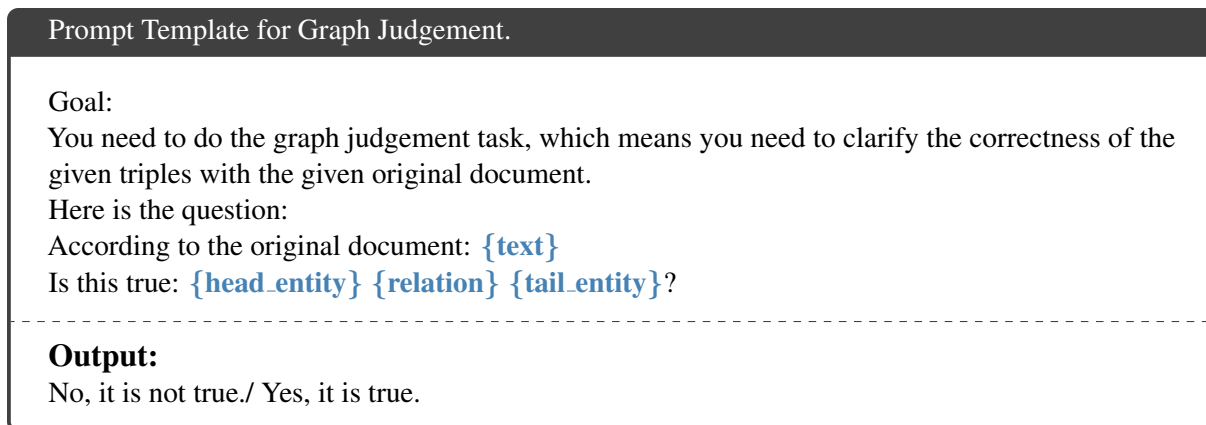 Prompt Template for Graph Judgement.
Goal:
You need to do the graph judgement task, which means you need to clarify the correctness of the
given triples with the given original document.
Here is the question:
According to the original document: {text}
Is this true: {head_entity} {relation} {tail_entity}?
Output:
No, it is not true./ Yes, it is true.